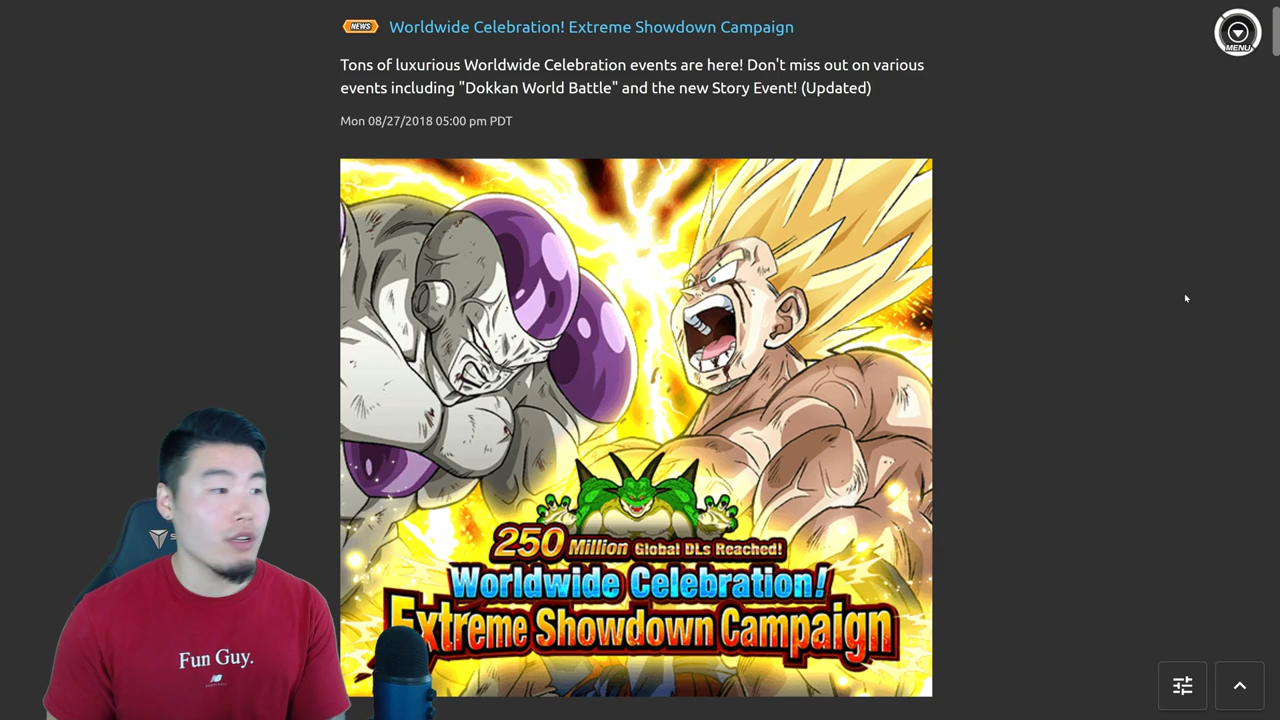 NEWS
Worldwide Celebration! Extreme Showdown Campaign
MENU
Tons of luxurious Worldwide Celebration events are here! Don't miss out on various
events including "Dokkan World Battle" and the new Story Event! (Updated)
Mon 08/27/2018 05:00 pm PDT
250 Million Global DLs Reached!
Worldwide Celebration!
Extreme Showdown Campaign
Fun Guy.